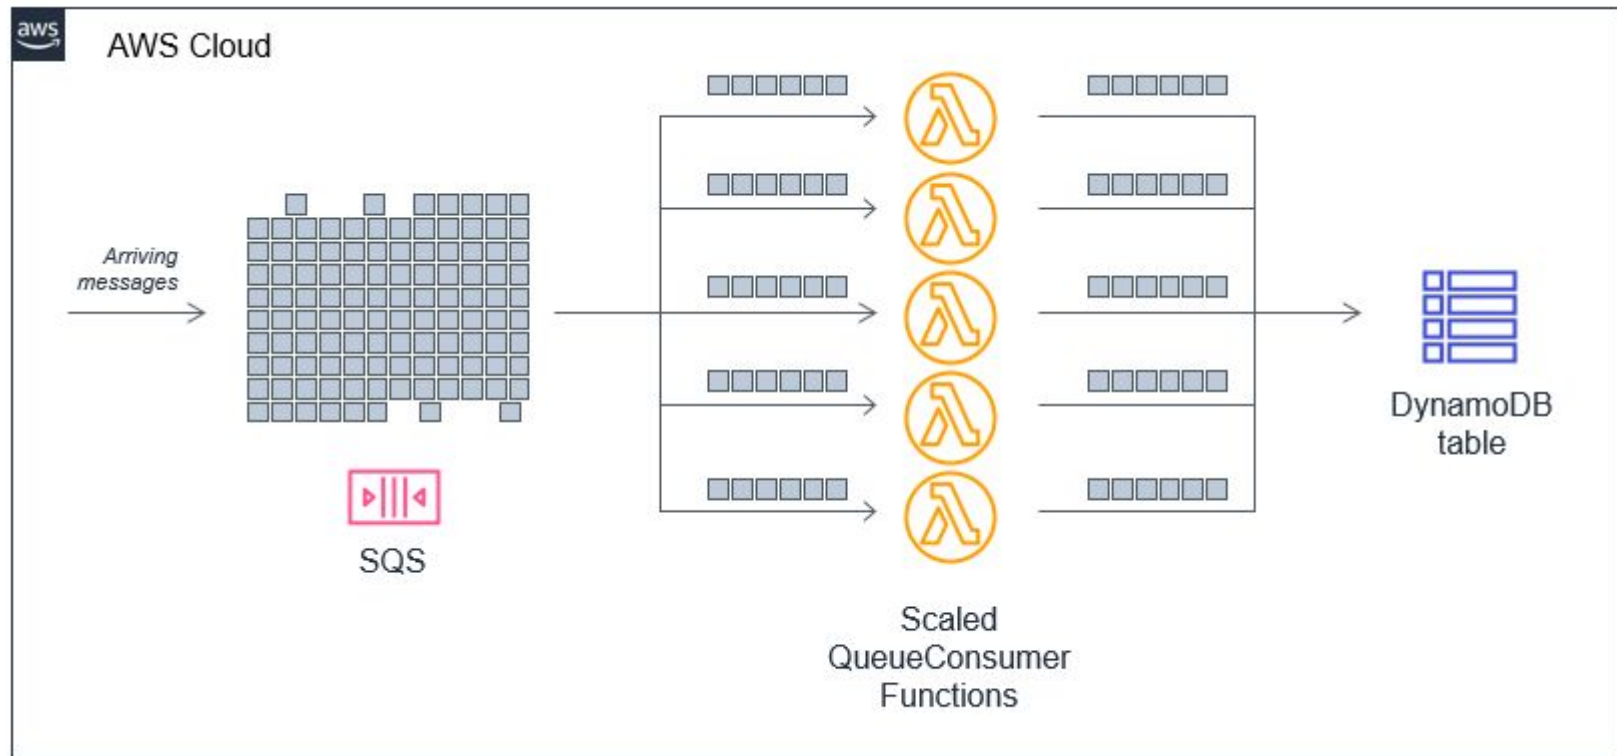 aws
AWS Cloud
Arriving
messages
SQS
Scaled
QueueConsumer
Functions
DynamoDB
table